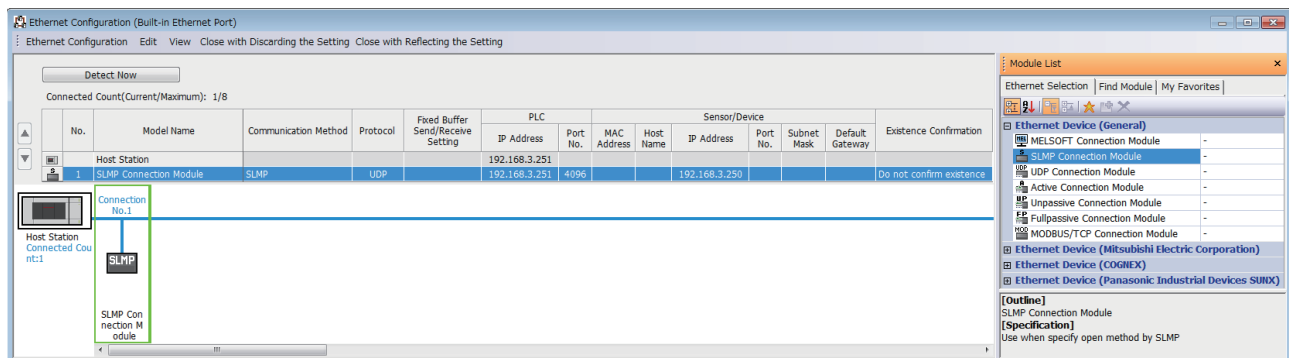 Ethernet Configuration (Built-in Ethernet Port)
Ethernet Configuration Edit View Close with Discarding the Setting Close with Reflecting the Setting
Detect Now
Connected Count(Current/Maximum): 1/8
No. Model Name Communication Method Protocol Fixed Buffer Send/Receive Setting PLC Sensor/Device Existence Confirmation
IP Address Port No. MAC Address Host Name IP Address Port No. Subnet Mask Default Gateway
Host Station 192.168.3.251
1 SLMP Connection Module SLMP UDP 192.168.3.251 4096 192.168.3.250 Do not confirm existence
Connection
No.1
Host Station
Connected Cou
nt:1
SLMP
SLMP Con
nection M
odule
Module List
Ethernet Selection Find Module My Favorites
Ethernet Device (General)
MELSOFT Connection Module -
SLMP Connection Module -
UDP Connection Module -
Active Connection Module -
Unpassive Connection Module -
Fullpassive Connection Module -
MODBUS/TCP Connection Module -
Ethernet Device (Mitsubishi Electric Corporation)
Ethernet Device (COGNEX)
Ethernet Device (Panasonic Industrial Devices SUNX)
[Outline]
SLMP Connection Module
[Specification]
Use when specify open method by SLMP